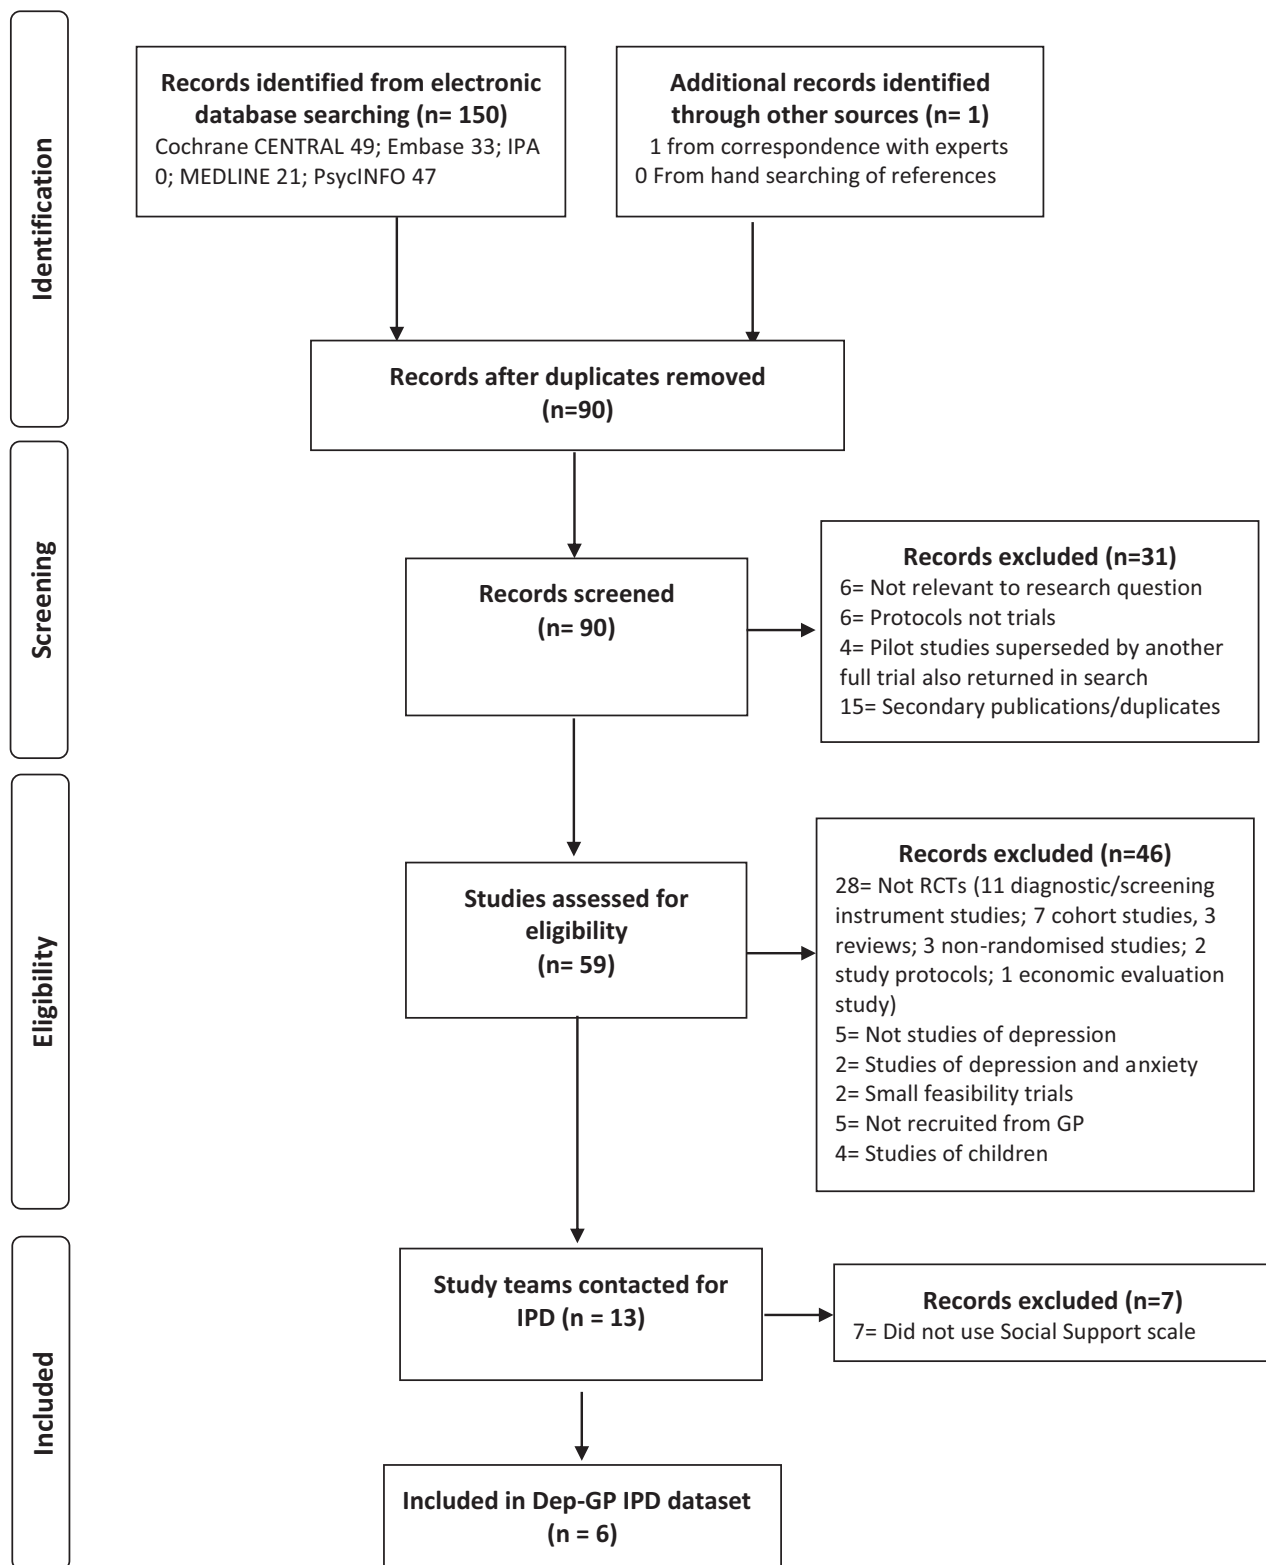 Identification
Records identified from electronic
database searching (n= 150)
Cochrane CENTRAL 49; Embase 33; IPA
0; MEDLINE 21; PsycINFO 47
Additional records identified
through other sources (n= 1)
1 from correspondence with experts
0 From hand searching of references
Records after duplicates removed
(n=90)
Screening
Records screened
(n= 90)
Records excluded (n=31)
6= Not relevant to research question
6= Protocols not trials
4= Pilot studies superseded by another
full trial also returned in search
15= Secondary publications/duplicates
Eligibility
Studies assessed for
eligibility
(n= 59)
Records excluded (n=46)
28= Not RCTs (11 diagnostic/screening
instrument studies; 7 cohort studies, 3
reviews; 3 non-randomised studies; 2
study protocols; 1 economic evaluation
study)
5= Not studies of depression
2= Studies of depression and anxiety
2= Small feasibility trials
5= Not recruited from GP
4= Studies of children
Included
Study teams contacted for
IPD (n = 13)
Records excluded (n=7)
7= Did not use Social Support scale
Included in Dep-GP IPD dataset
(n = 6)